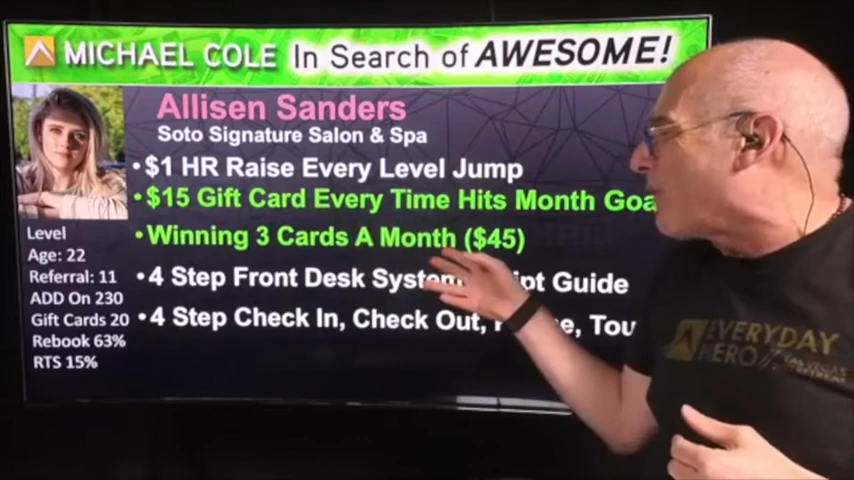 MICHAEL COLE In Search of AWESOME!
Allisen Sanders
Soto Signature Salon & Spa
• $1 HR Raise Every Level Jump
• $15 Gift Card Every Time Hits Month Goa
• Winning 3 Cards A Month ($45)
• 4 Step Front Desk System ipt Guide
• 4 Step Check In, Check Out, Tou
Level
Age: 22
Referral: 11
ADD On 230
Gift Cards 20
Rebook 63%
RTS 15%
EVERYDAY
HERO //